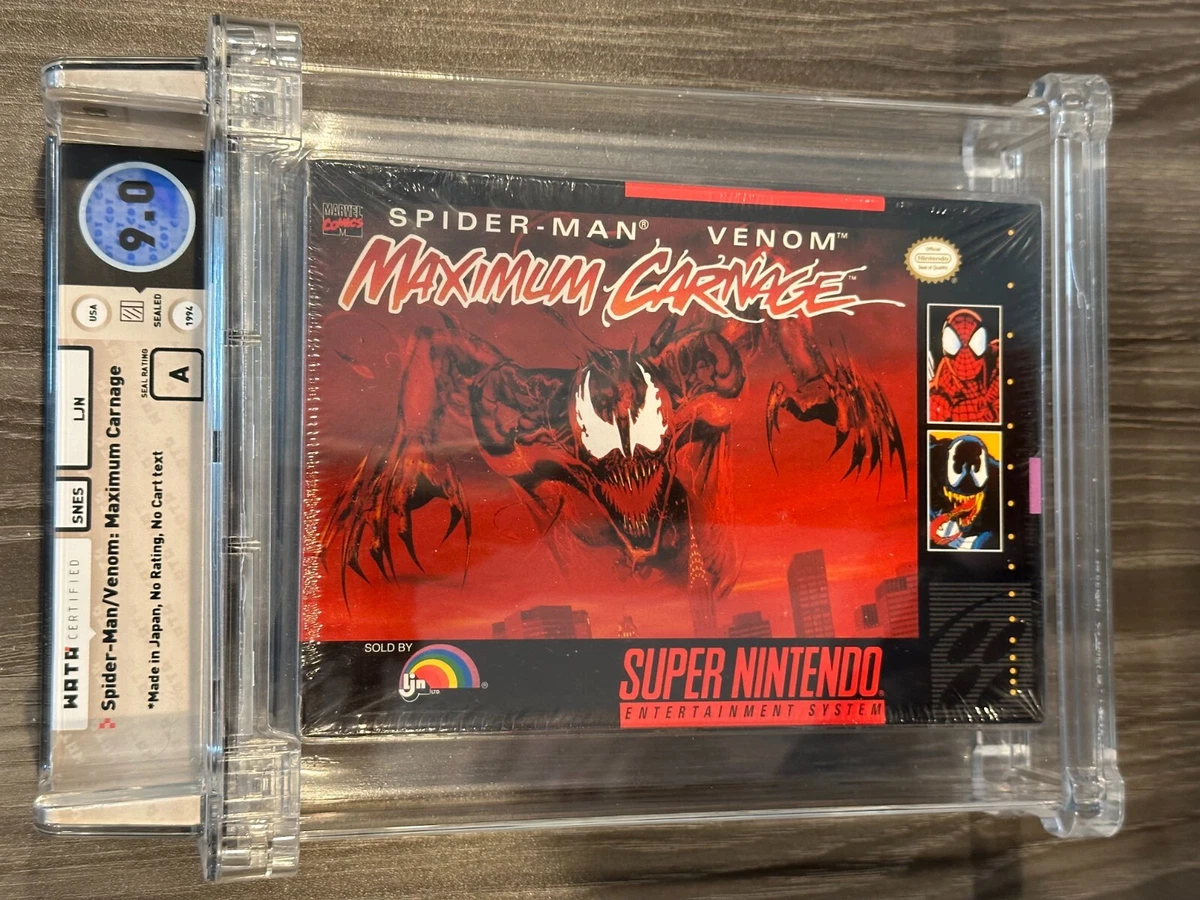 WATA CERTIFIED
SNES
LJN
USA
SEALED
1994
9.0
Spider-Man/Venom: Maximum Carnage
*Made in Japan, No Rating, No Cart text
SEAL RATING
A
MARVEL
COMICS
M
SPIDER-MAN® VENOM™
MAXIMUM CARNAGE™
Official
Nintendo
Seal of Quality
SOLD BY
LJN LTD ®
SUPER NINTENDO®
ENTERTAINMENT SYSTEM